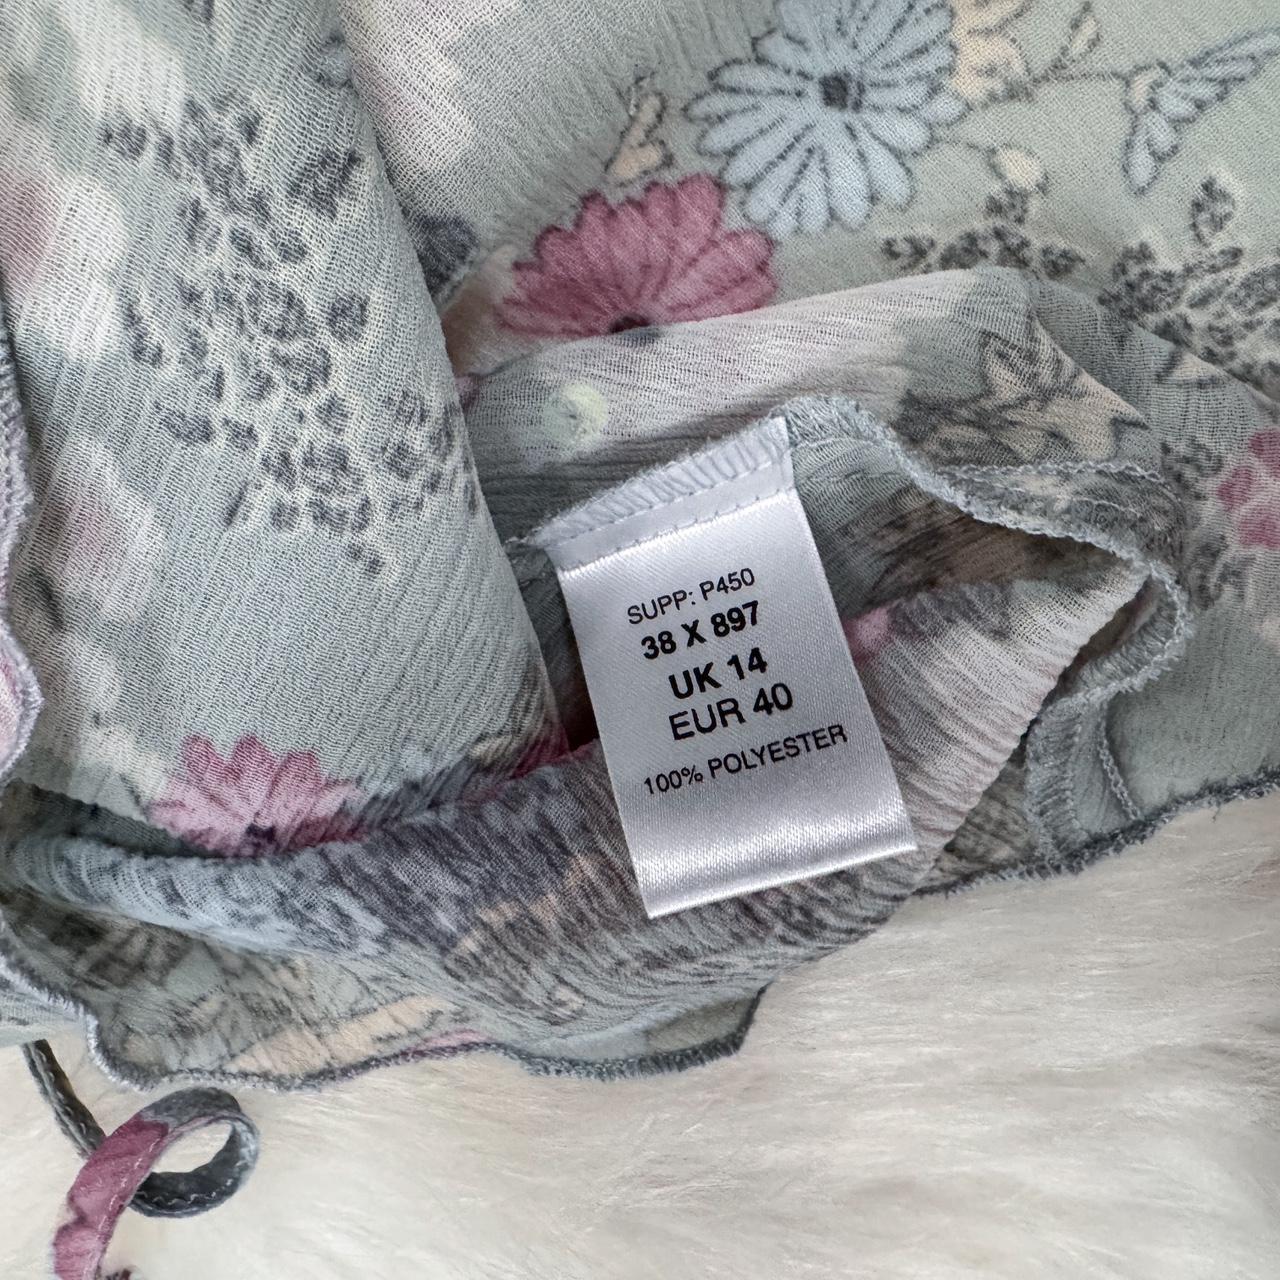 SUPP: P450
38 X 897
UK 14
EUR 40
100% POLYESTER